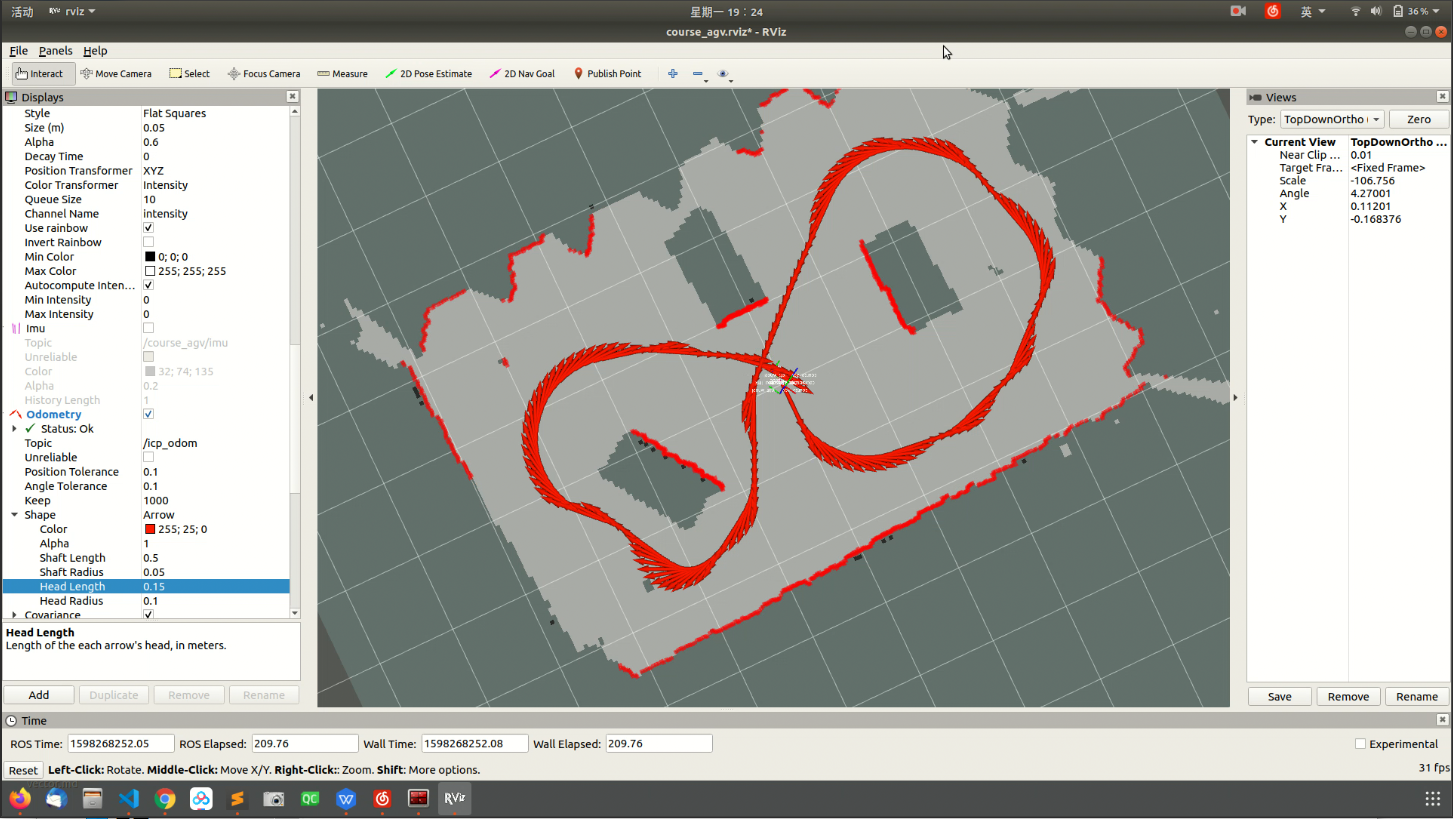 活动 RViz rviz 星期一 19：24 英 36%
course_agv.rviz* - RViz
File Panels Help
Interact Move Camera Select Focus Camera Measure 2D Pose Estimate 2D Nav Goal Publish Point
Displays
Style Flat Squares
Size (m) 0.05
Alpha 0.6
Decay Time 0
Position Transformer XYZ
Color Transformer Intensity
Queue Size 10
Channel Name intensity
Use rainbow
Invert Rainbow
Min Color 0; 0; 0
Max Color 255; 255; 255
Autocompute Inten...
Min Intensity 0
Max Intensity 0
Imu
Topic /course_agv/imu
Unreliable
Color 32; 74; 135
Alpha 0.2
History Length 1
Odometry
Status: Ok
Topic /icp_odom
Unreliable
Position Tolerance 0.1
Angle Tolerance 0.1
Keep 1000
Shape Arrow
Color 255; 25; 0
Alpha 1
Shaft Length 0.5
Shaft Radius 0.05
Head Length 0.15
Head Radius 0.1
Covariance
Head Length
Length of the each arrow's head, in meters.
Add Duplicate Remove Rename
Views
Type: TopDownOrtho ( Zero
Current View TopDownOrtho ...
Near Clip ... 0.01
Target Fra... <Fixed Frame>
Scale -106.756
Angle 4.27001
X 0.11201
Y -0.168376
Save Remove Rename
Time
ROS Time: 1598268252.05 ROS Elapsed: 209.76 Wall Time: 1598268252.08 Wall Elapsed: 209.76 Experimental
Reset Left-Click: Rotate. Middle-Click: Move X/Y. Right-Click:: Zoom. Shift: More options. 31 fps
QC W RViz